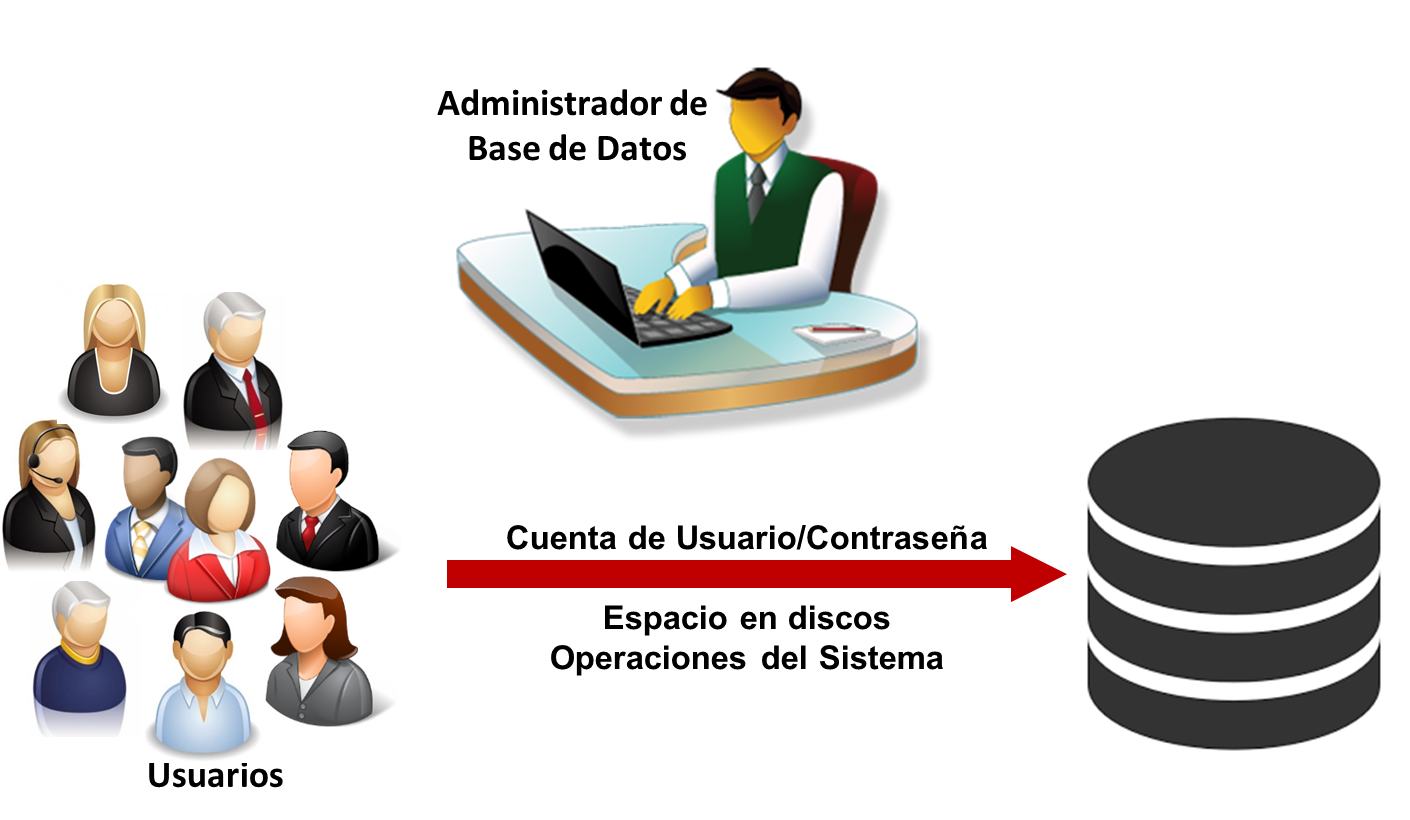 Administrador de
Base de Datos
Cuenta de Usuario/Contraseña
Espacio en discos
Operaciones del Sistema
Usuarios